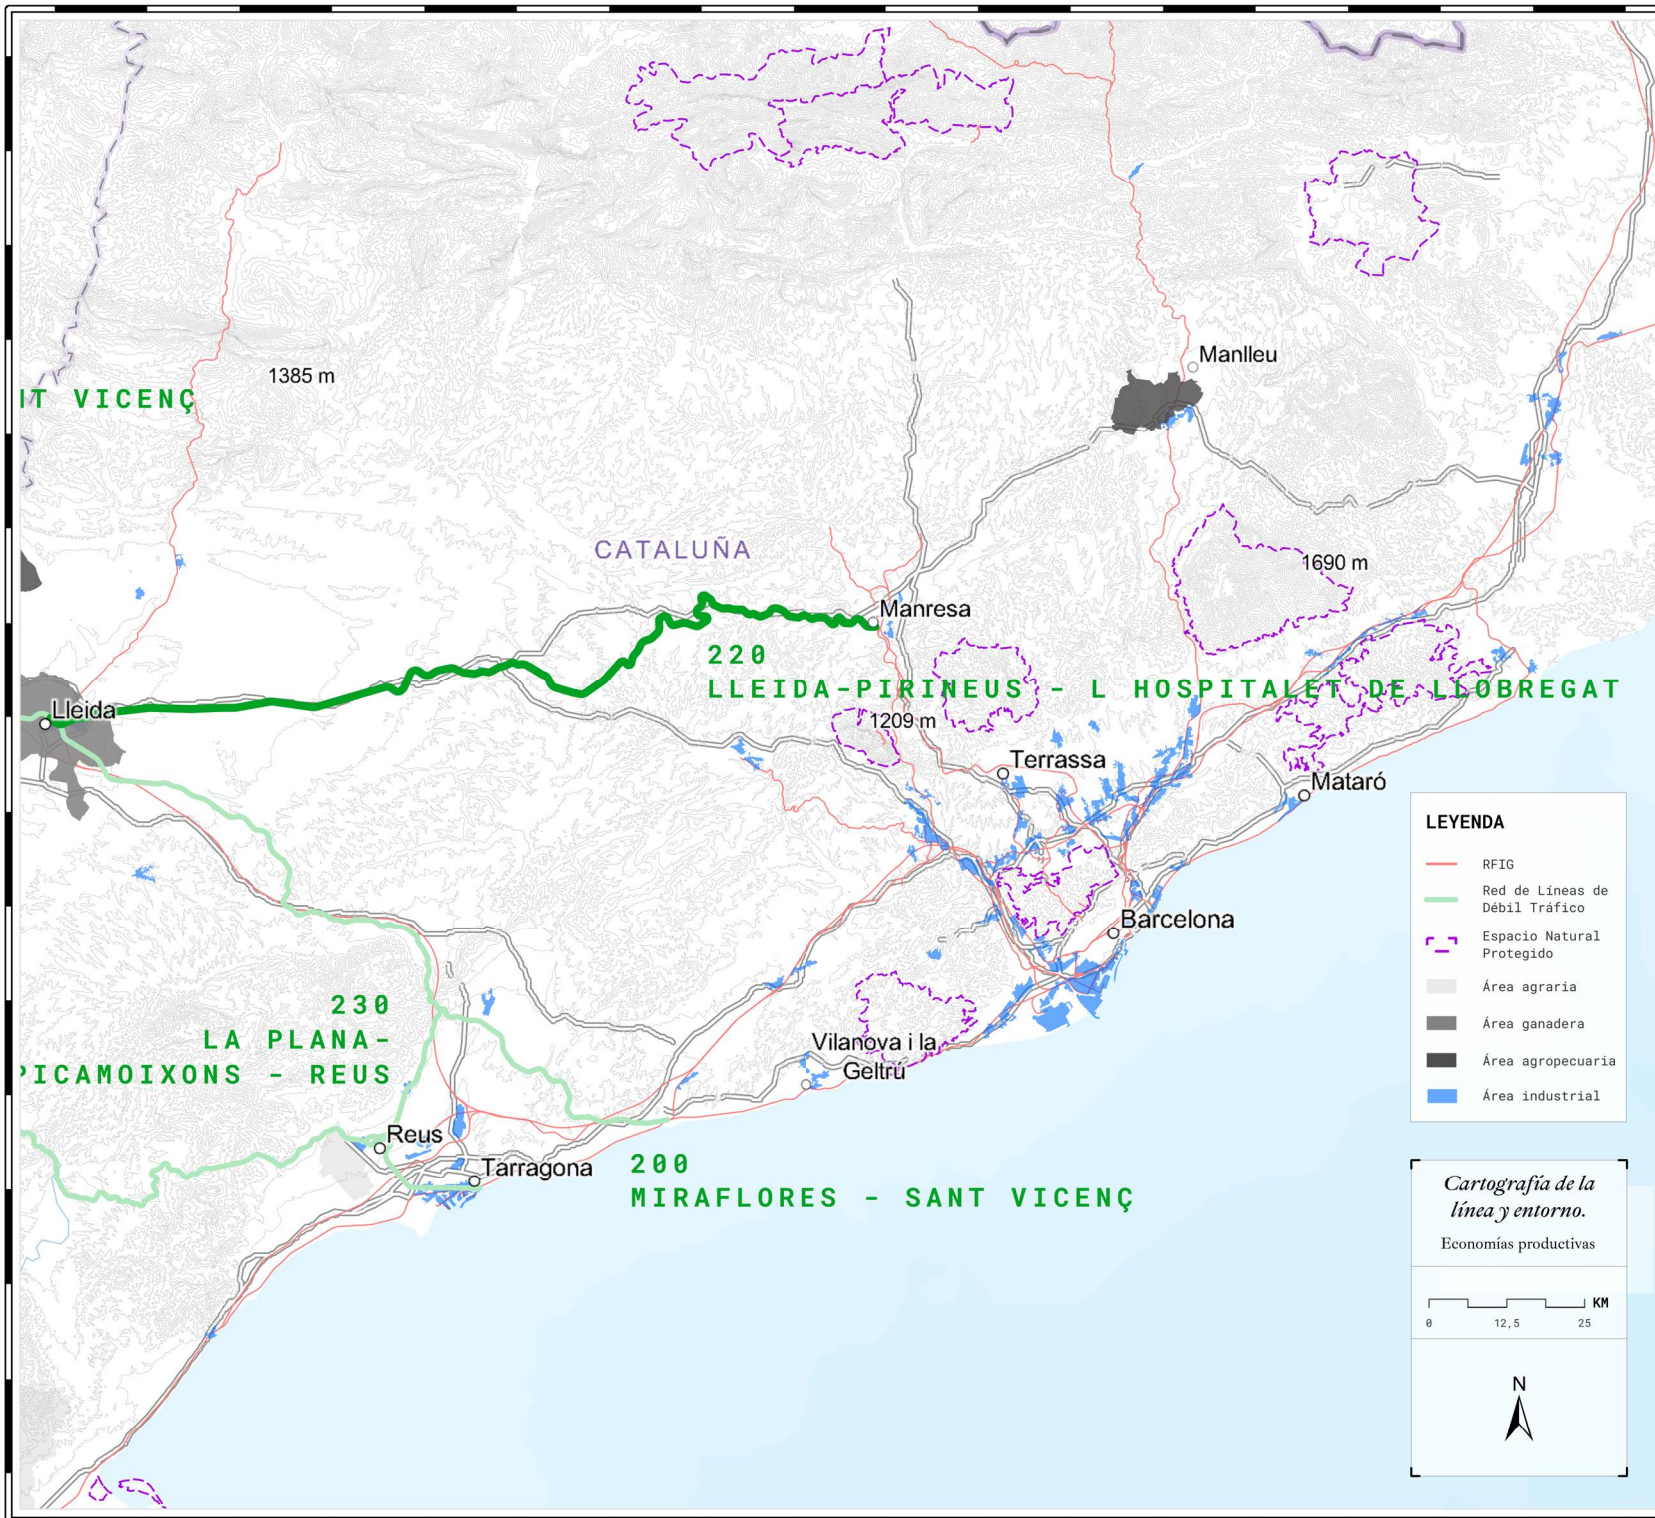 Manlleu
1385 m
NT VICENÇ
CATALUÑA
1690 m
Manresa
220
LLEIDA-PIRINEUS - L HOSPITALET DE LLOBREGAT
Lleida
1209 m
Terrassa
Mataró
LEYENDA
RFIG
Red de Líneas de
Débil Tráfico
Espacio Natural
Protegido
Área agraria
Área ganadera
Área agropecuaria
Área industrial
Barcelona
230
LA PLANA-
PICAMOIXONS - REUS
Vilanova i la
Geltrú
Reus
Tarragona
200
MIRAFLORES - SANT VICENÇ
Cartografía de la
línea y entorno.
Economías productivas
KM
0 12,5 25
N